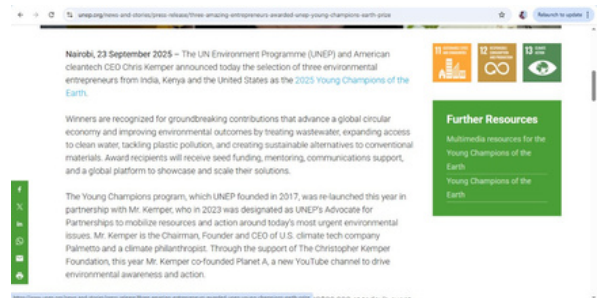 unep.org/news-and-stories/press-release/three-amazing-entrepreneurs-awarded-unep-young-champions-earth-prize
Relaunch to update
Nairobi, 23 September 2025 – The UN Environment Programme (UNEP) and American
cleantech CEO Chris Kemper announced today the selection of three environmental
entrepreneurs from India, Kenya and the United States as the 2025 Young Champions of the
Earth.
Winners are recognized for groundbreaking contributions that advance a global circular
economy and improving environmental outcomes by treating wastewater, expanding access
to clean water, tackling plastic pollution, and creating sustainable alternatives to conventional
materials. Award recipients will receive seed funding, mentoring, communications support,
and a global platform to showcase and scale their solutions.
The Young Champions program, which UNEP founded in 2017, was re-launched this year in
partnership with Mr. Kemper, who in 2023 was designated as UNEP's Advocate for
Partnerships to mobilize resources and action around today's most urgent environmental
issues. Mr. Kemper is the Chairman, Founder and CEO of U.S. climate tech company
Palmetto and a climate philanthropist. Through the support of The Christopher Kemper
Foundation, this year Mr. Kemper co-founded Planet A, a new YouTube channel to drive
environmental awareness and action.
11
12
13
Further Resources
Multimedia resources for the
Young Champions of the
Earth
Young Champions of the
Earth